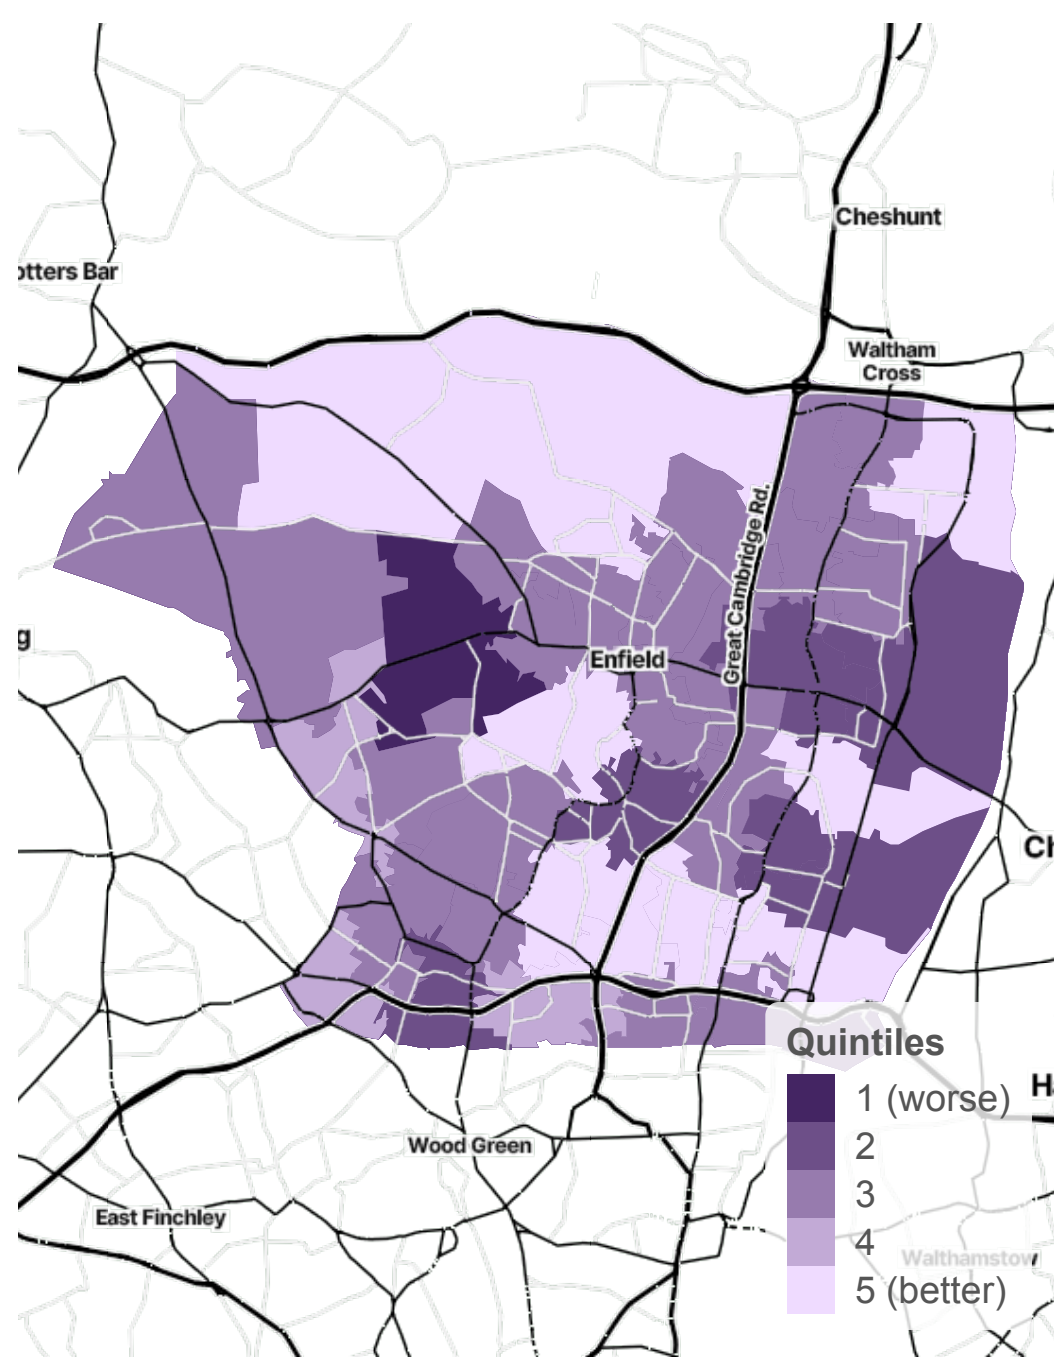 Cheshunt
otters Bar
Waltham
Cross
Great Cambridge Rd.
g
Enfield
Ch
Quintiles
1 (worse)
2
3
4
5 (better)
H
Wood Green
East Finchley
Walthamstow